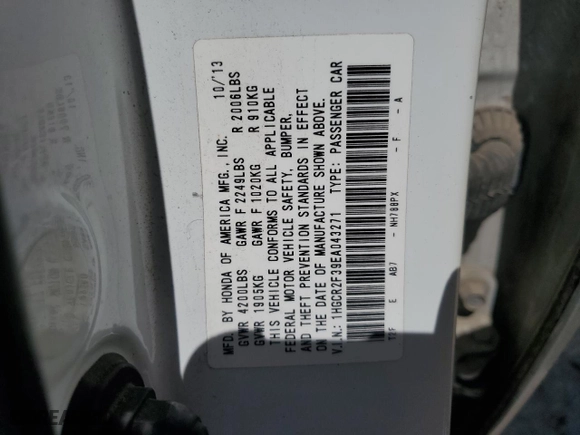 MFD. BY HONDA OF AMERICA MFG., INC. 10/'13
GVWR 4200LBS GAWR F 2249LBS R 2006LBS
GVWR 1905KG GAWR F 1020KG R 910KG
THIS VEHICLE CONFORMS TO ALL APPLICABLE
FEDERAL MOTOR VEHICLE SAFETY, BUMPER,
AND THEFT PREVENTION STANDARDS IN EFFECT
ON THE DATE OF MANUFACTURE SHOWN ABOVE.
V.I.N.: 1HGCR2F39EA043271 TYPE: PASSENGER CAR
E AB7 - NH788PX - F - A